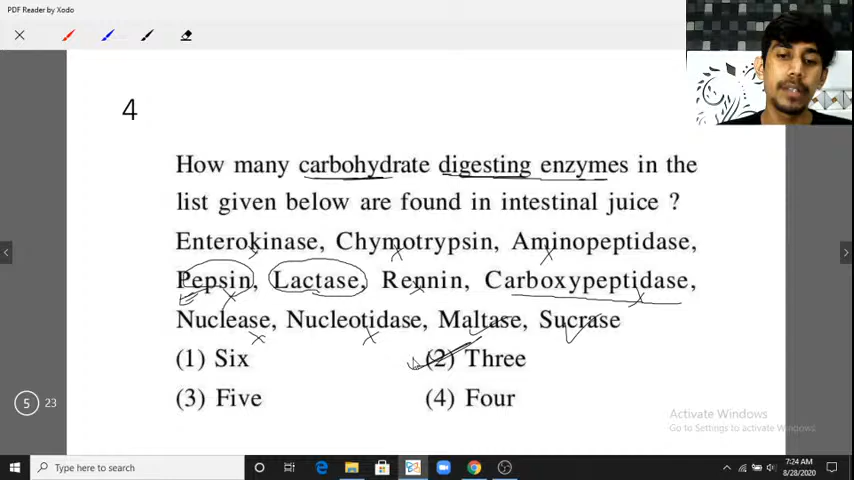 PDF Reader by Xodo
4
How many carbohydrate digesting enzymes in the
list given below are found in intestinal juice ?
Enterokinase, Chymotrypsin, Aminopeptidase,
Pepsin, Lactase, Rennin, Carboxypeptidase,
Nuclease, Nucleotidase, Maltase, Sucrase
(1) Six (2) Three
(3) Five (4) Four
5 23
Activate Windows
Go to Settings to activate Windows.
Type here to search
7:24 AM
8/28/2020